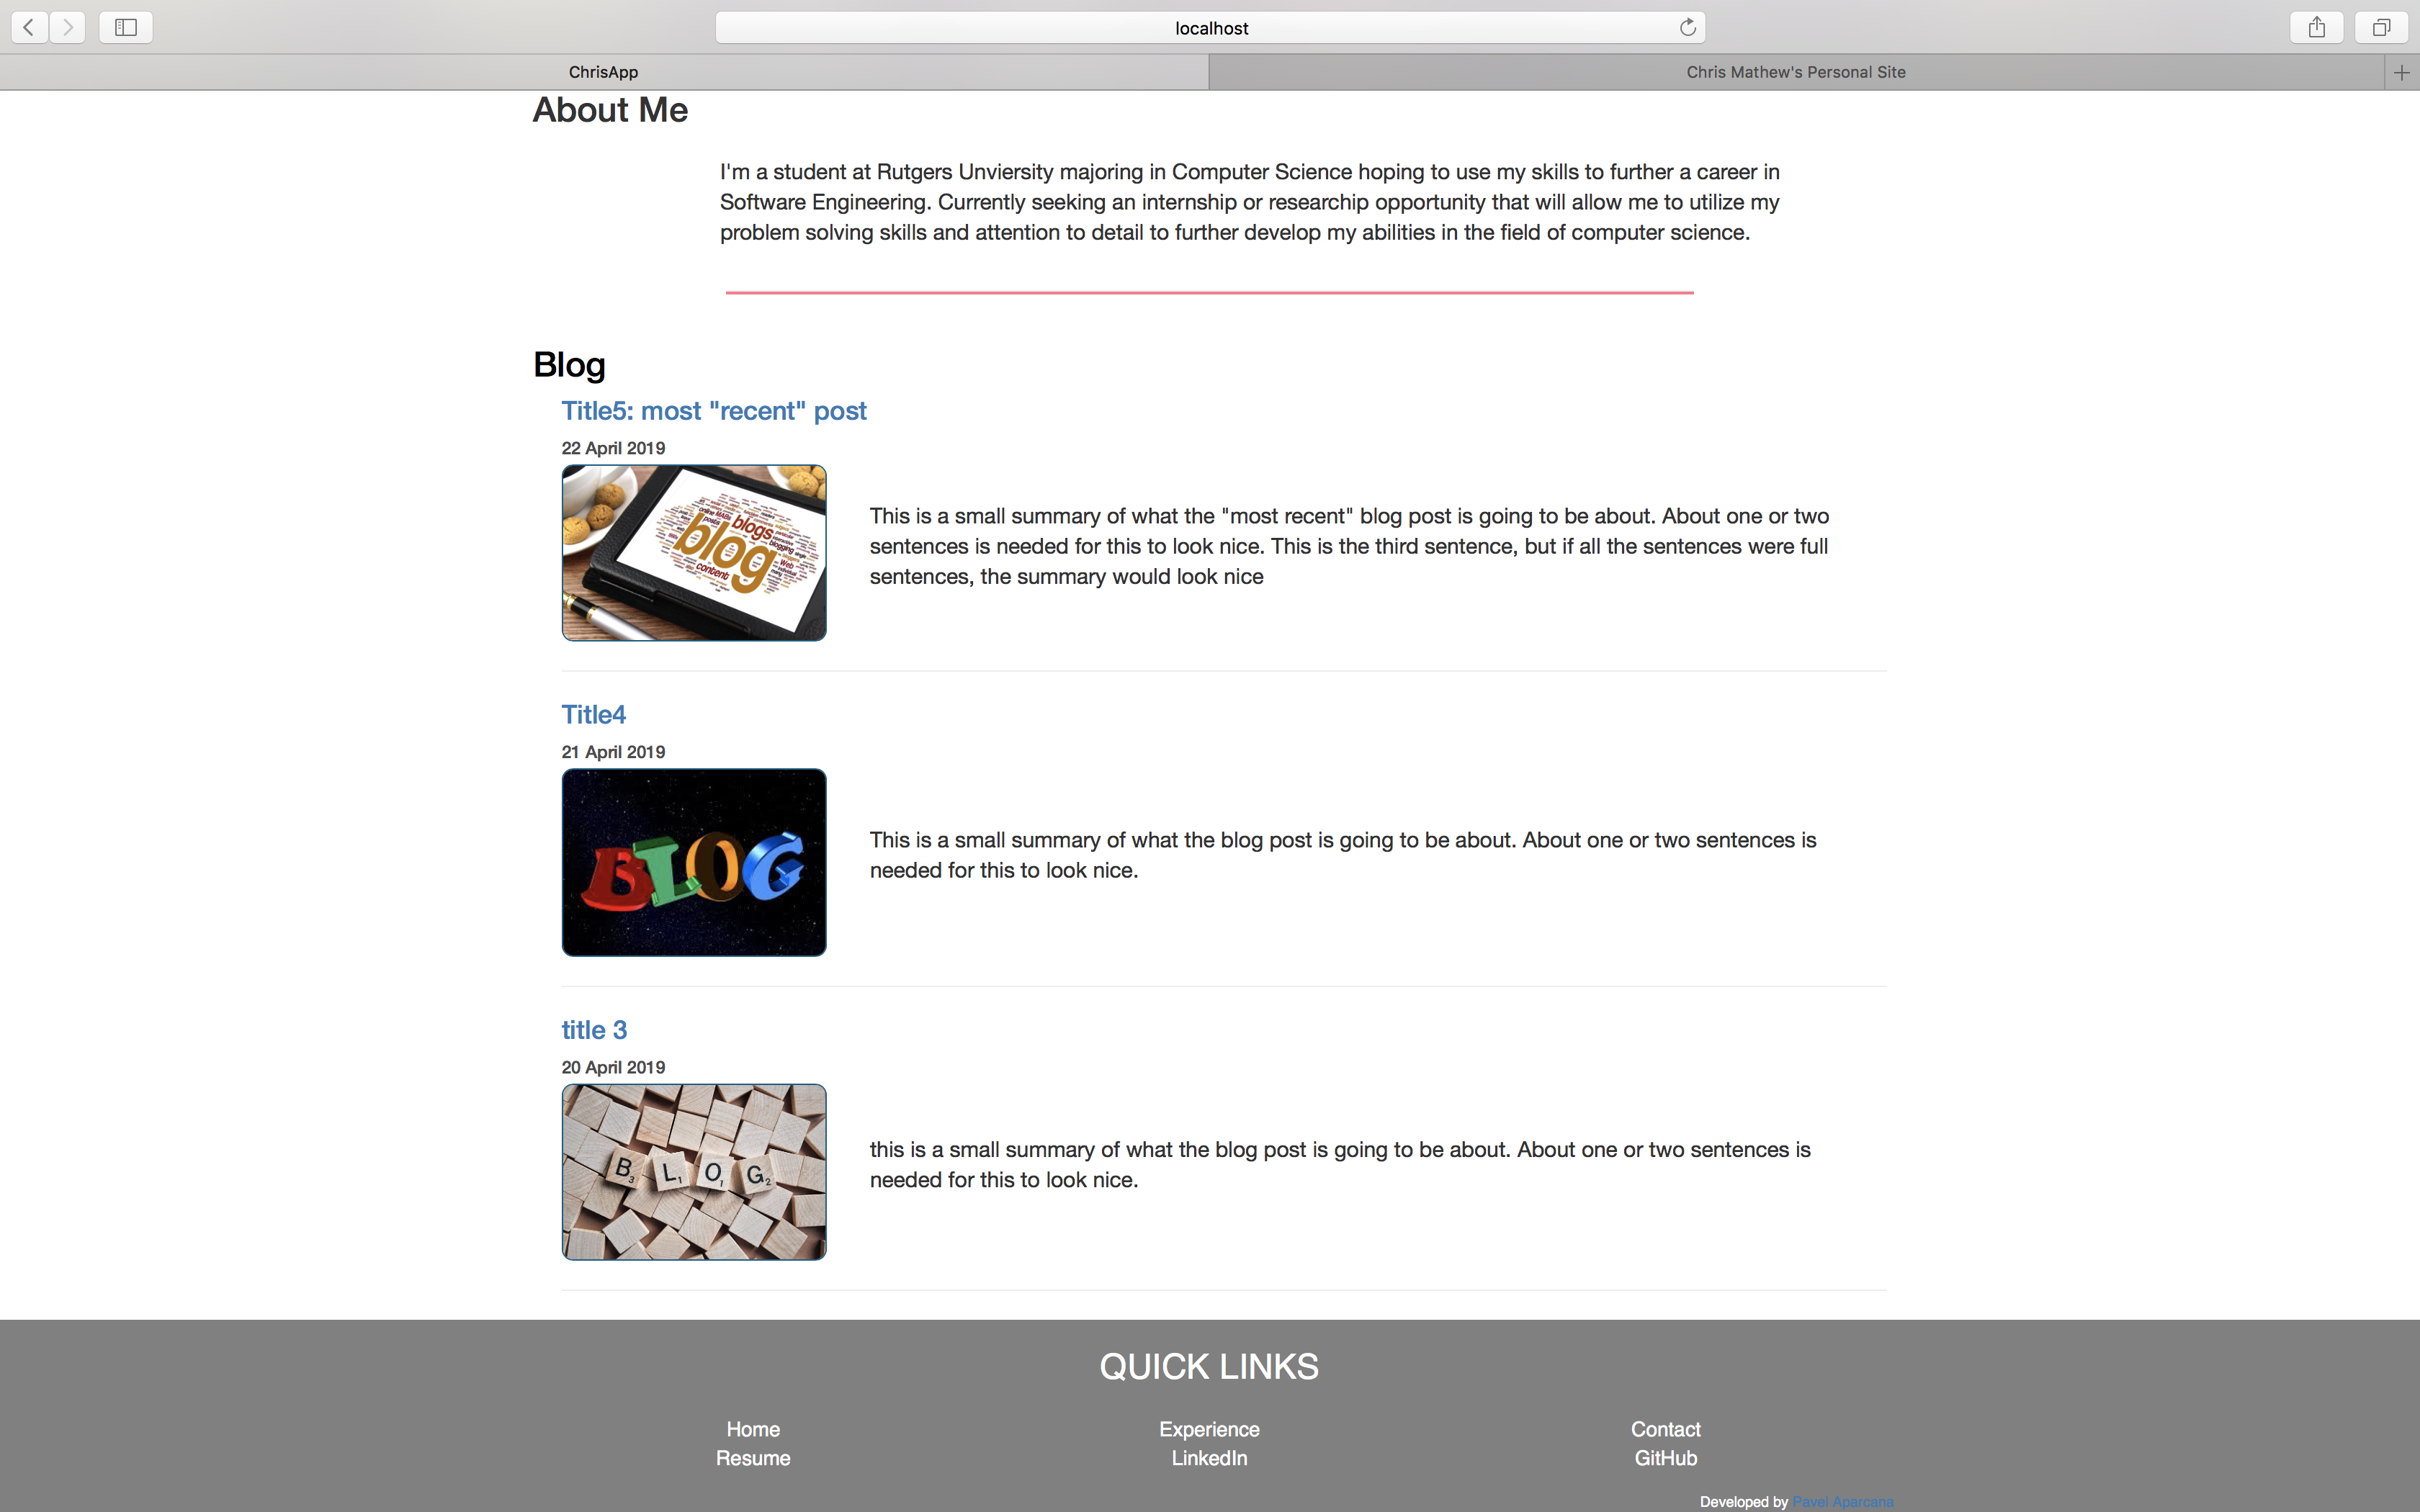 localhost
ChrisApp
Chris Mathew's Personal Site
About Me
I'm a student at Rutgers Unviersity majoring in Computer Science hoping to use my skills to further a career in
Software Engineering. Currently seeking an internship or researchip opportunity that will allow me to utilize my
problem solving skills and attention to detail to further develop my abilities in the field of computer science.
Blog
Title5: most "recent" post
22 April 2019
blog
blogs
content
Web
blogging
online
posts
This is a small summary of what the "most recent" blog post is going to be about. About one or two
sentences is needed for this to look nice. This is the third sentence, but if all the sentences were full
sentences, the summary would look nice
Title4
21 April 2019
BLOG
This is a small summary of what the blog post is going to be about. About one or two sentences is
needed for this to look nice.
title 3
20 April 2019
B3 L1 O1 G2
this is a small summary of what the blog post is going to be about. About one or two sentences is
needed for this to look nice.
QUICK LINKS
Home
Experience
Contact
Resume
LinkedIn
GitHub
Developed by Pavel Aparcana